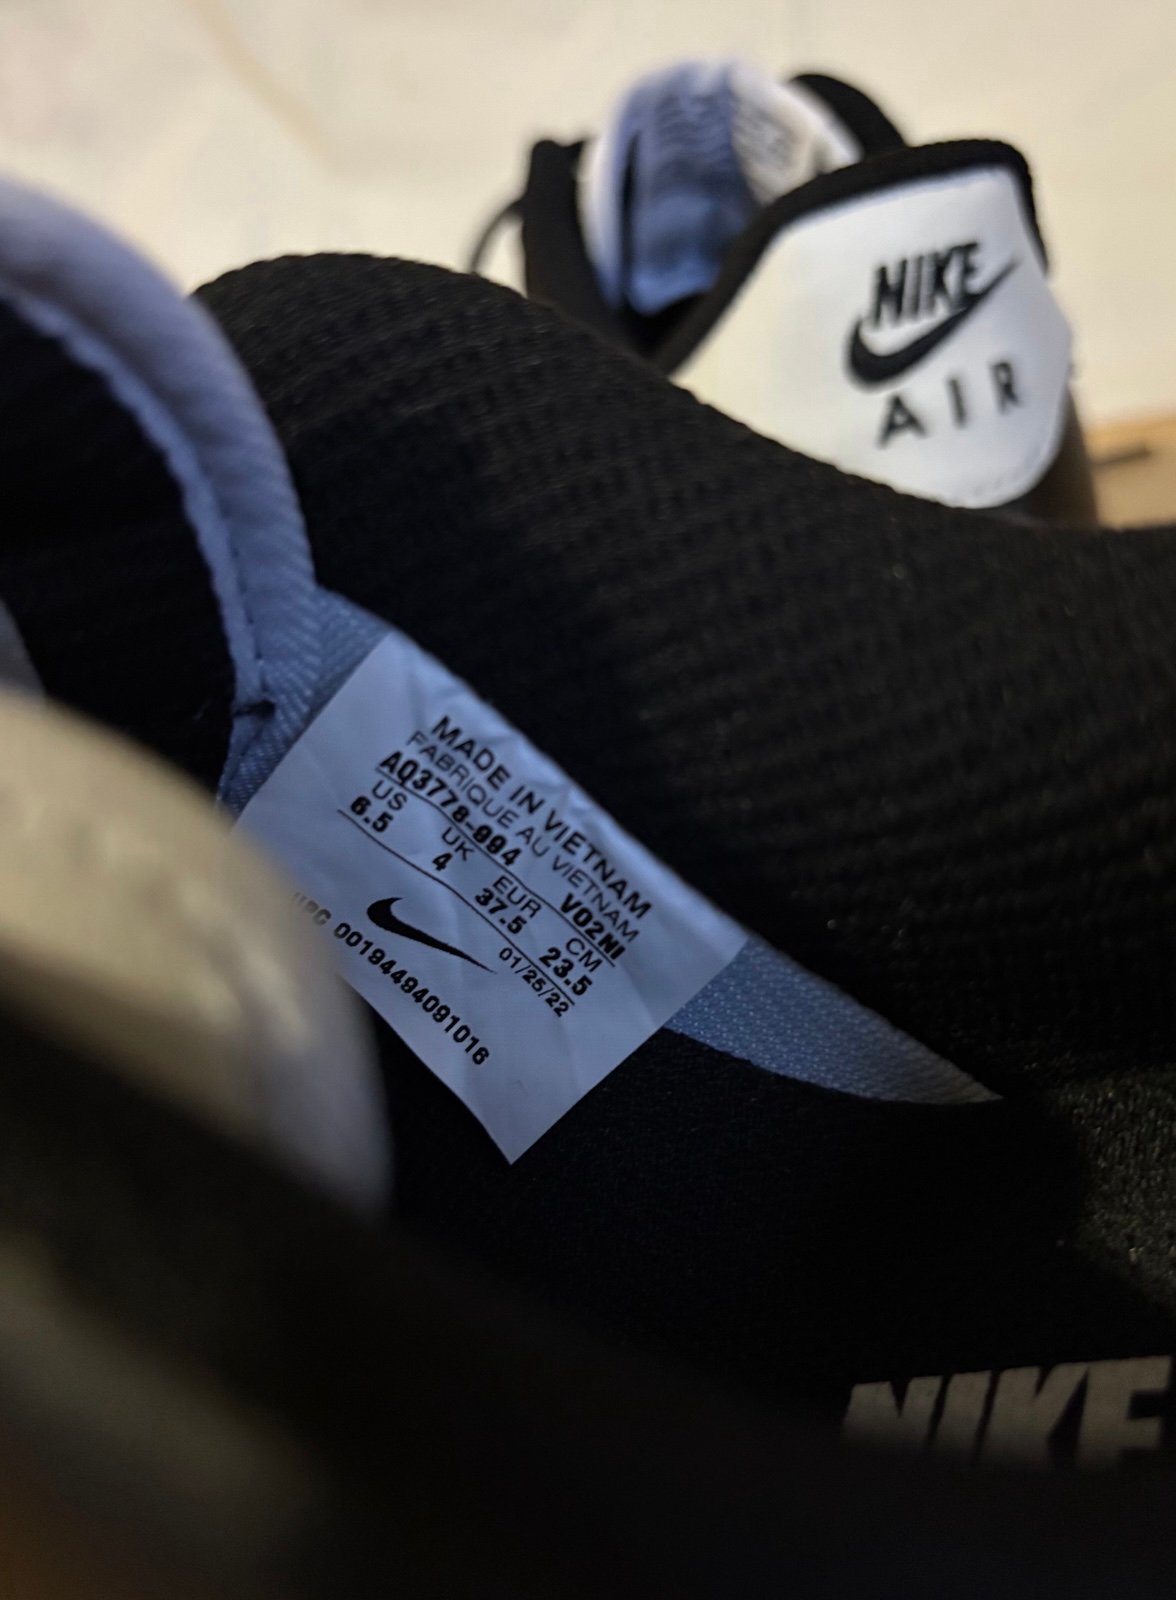 NIKE
AIR
MADE IN VIETNAM
FABRIQUE AU VIETNAM
AQ3778-994 V02NI
US UK EUR CM
6.5 4 37.5 23.5
01/25/22
UPC 00194494091016
NIKE